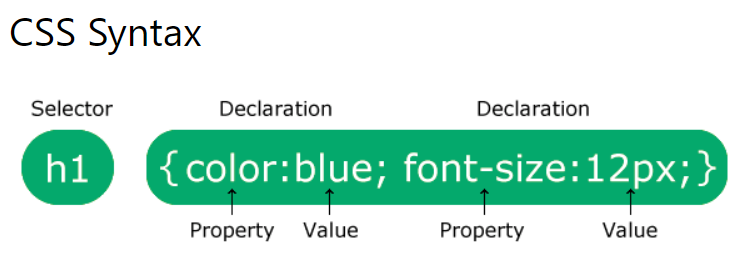 CSS Syntax
Selector Declaration Declaration
h1 {color:blue; font-size:12px;}
Property Value Property Value